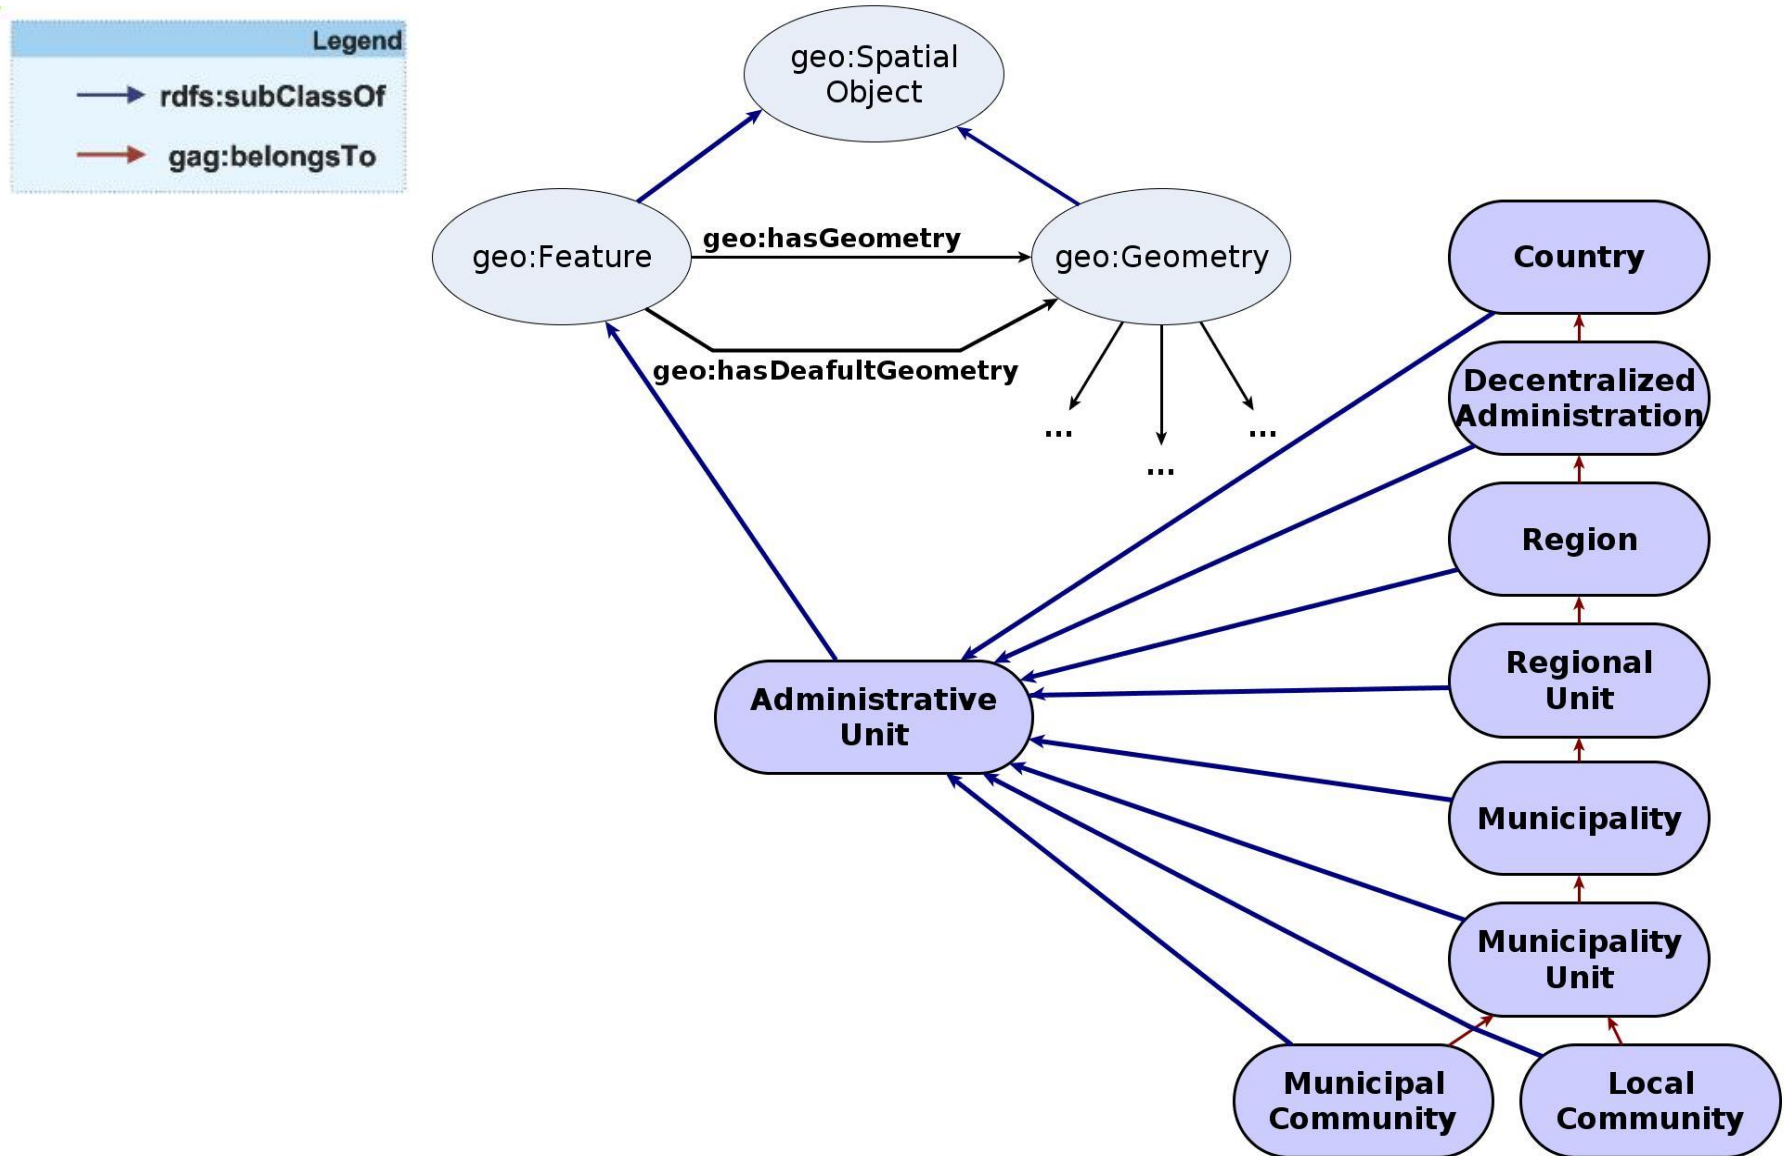 Legend
rdfs:subClassOf
gag:belongsTo
geo:Spatial
Object
geo:Feature
geo:hasGeometry
geo:Geometry
geo:hasDeafultGeometry
...
...
...
Country
Decentralized
Administration
Region
Regional
Unit
Administrative
Unit
Municipality
Municipality
Unit
Municipal
Community
Local
Community